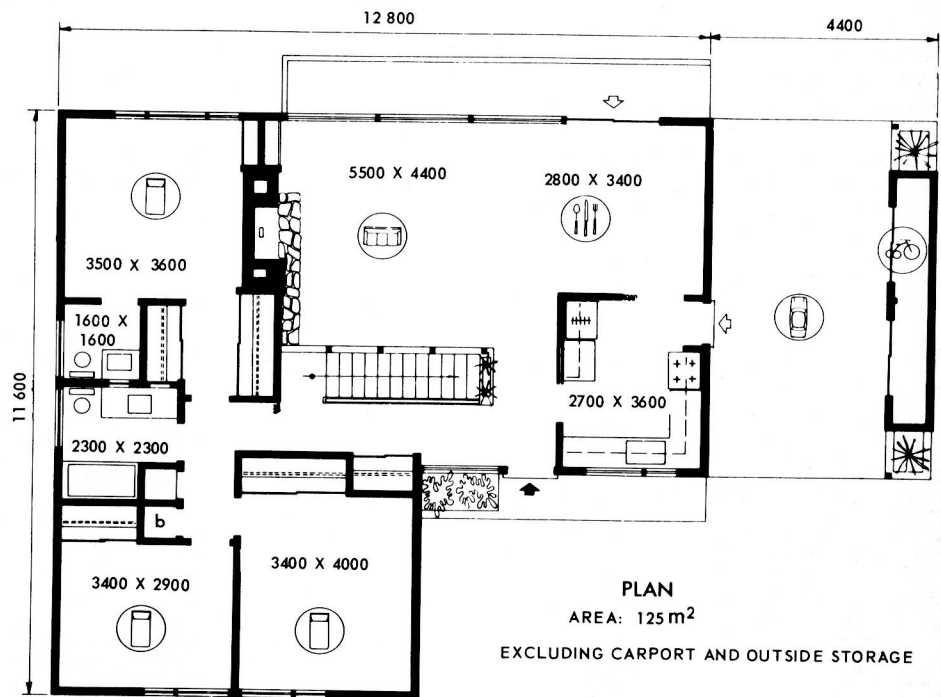 12 800
4400
11 600
5500 X 4400
2800 X 3400
3500 X 3600
1600 X
1600
2700 X 3600
2300 X 2300
b
3400 X 2900
3400 X 4000
PLAN
AREA: 125 m²
EXCLUDING CARPORT AND OUTSIDE STORAGE